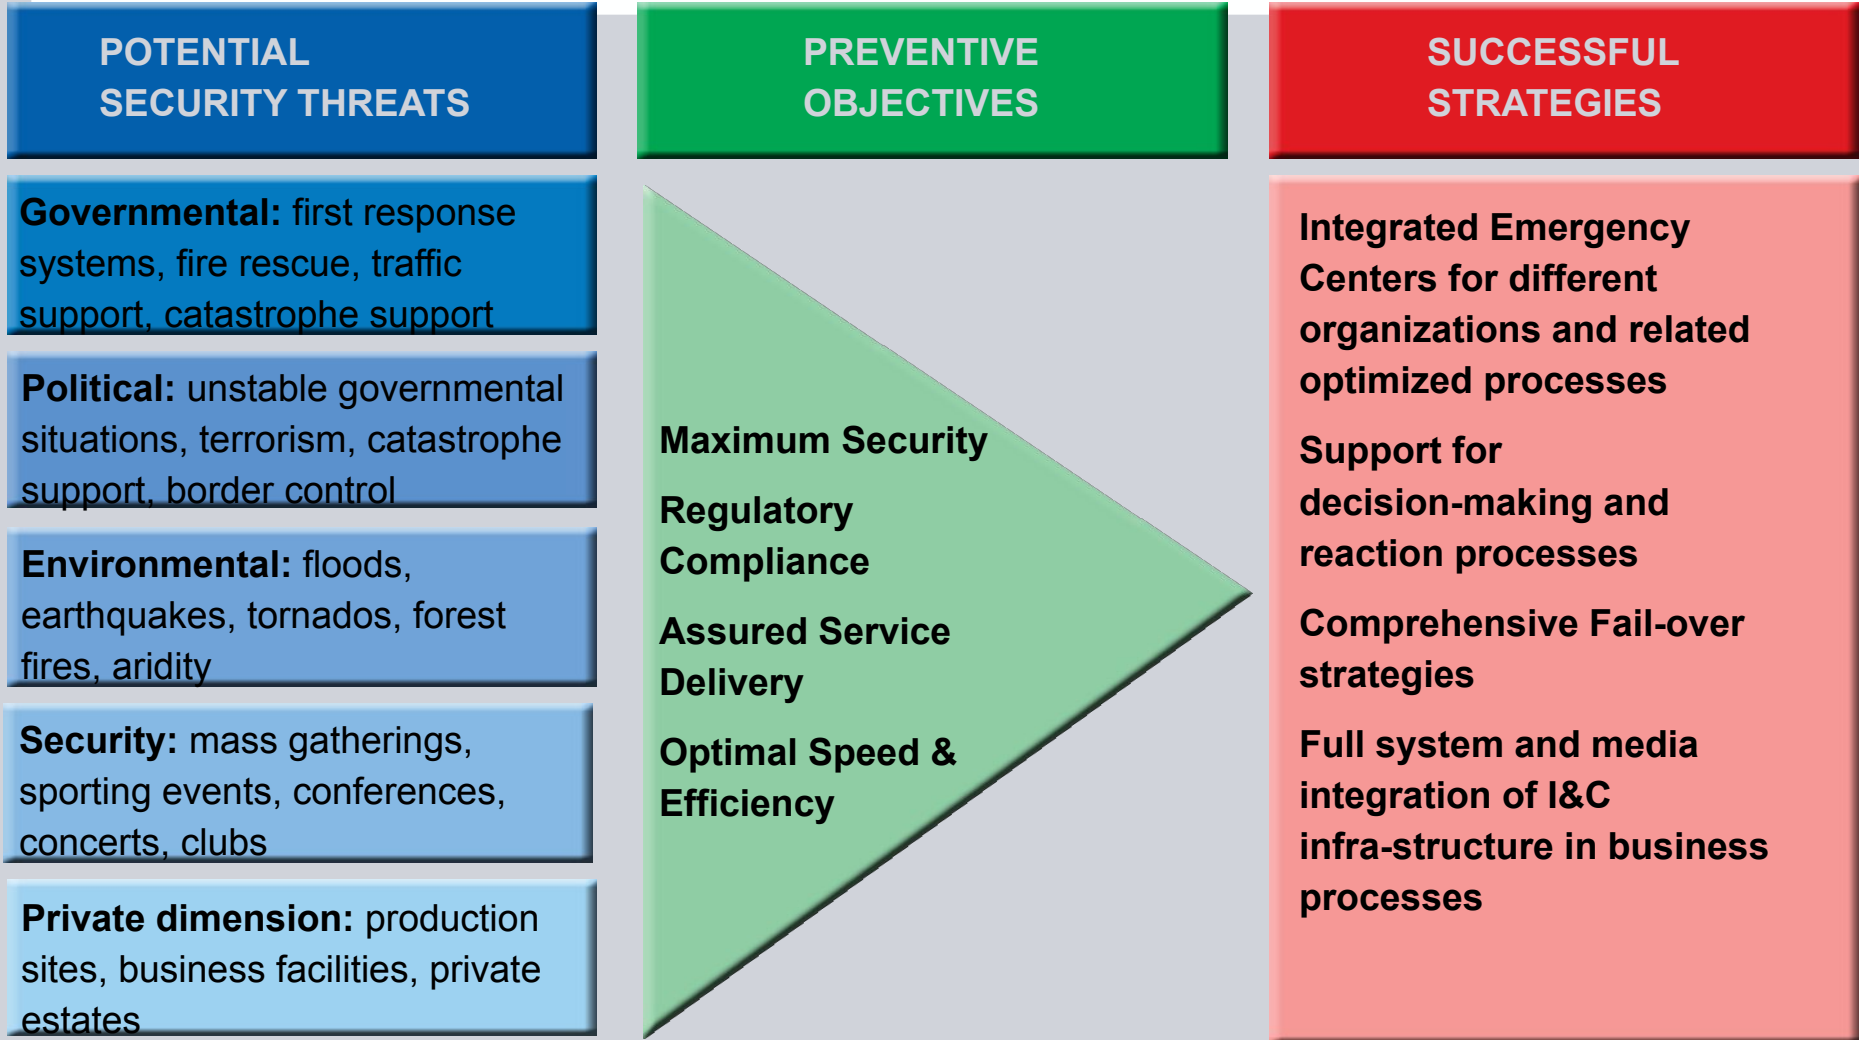 POTENTIAL
SECURITY THREATS
Governmental: first response
systems, fire rescue, traffic
support, catastrophe support
Political: unstable governmental
situations, terrorism, catastrophe
support, border control
Environmental: floods,
earthquakes, tornados, forest
fires, aridity
Security: mass gatherings,
sporting events, conferences,
concerts, clubs
Private dimension: production
sites, business facilities, private
estates
PREVENTIVE
OBJECTIVES
Maximum Security
Regulatory
Compliance
Assured Service
Delivery
Optimal Speed &
Efficiency
SUCCESSFUL
STRATEGIES
Integrated Emergency
Centers for different
organizations and related
optimized processes
Support for
decision-making and
reaction processes
Comprehensive Fail-over
strategies
Full system and media
integration of I&C
infra-structure in business
processes